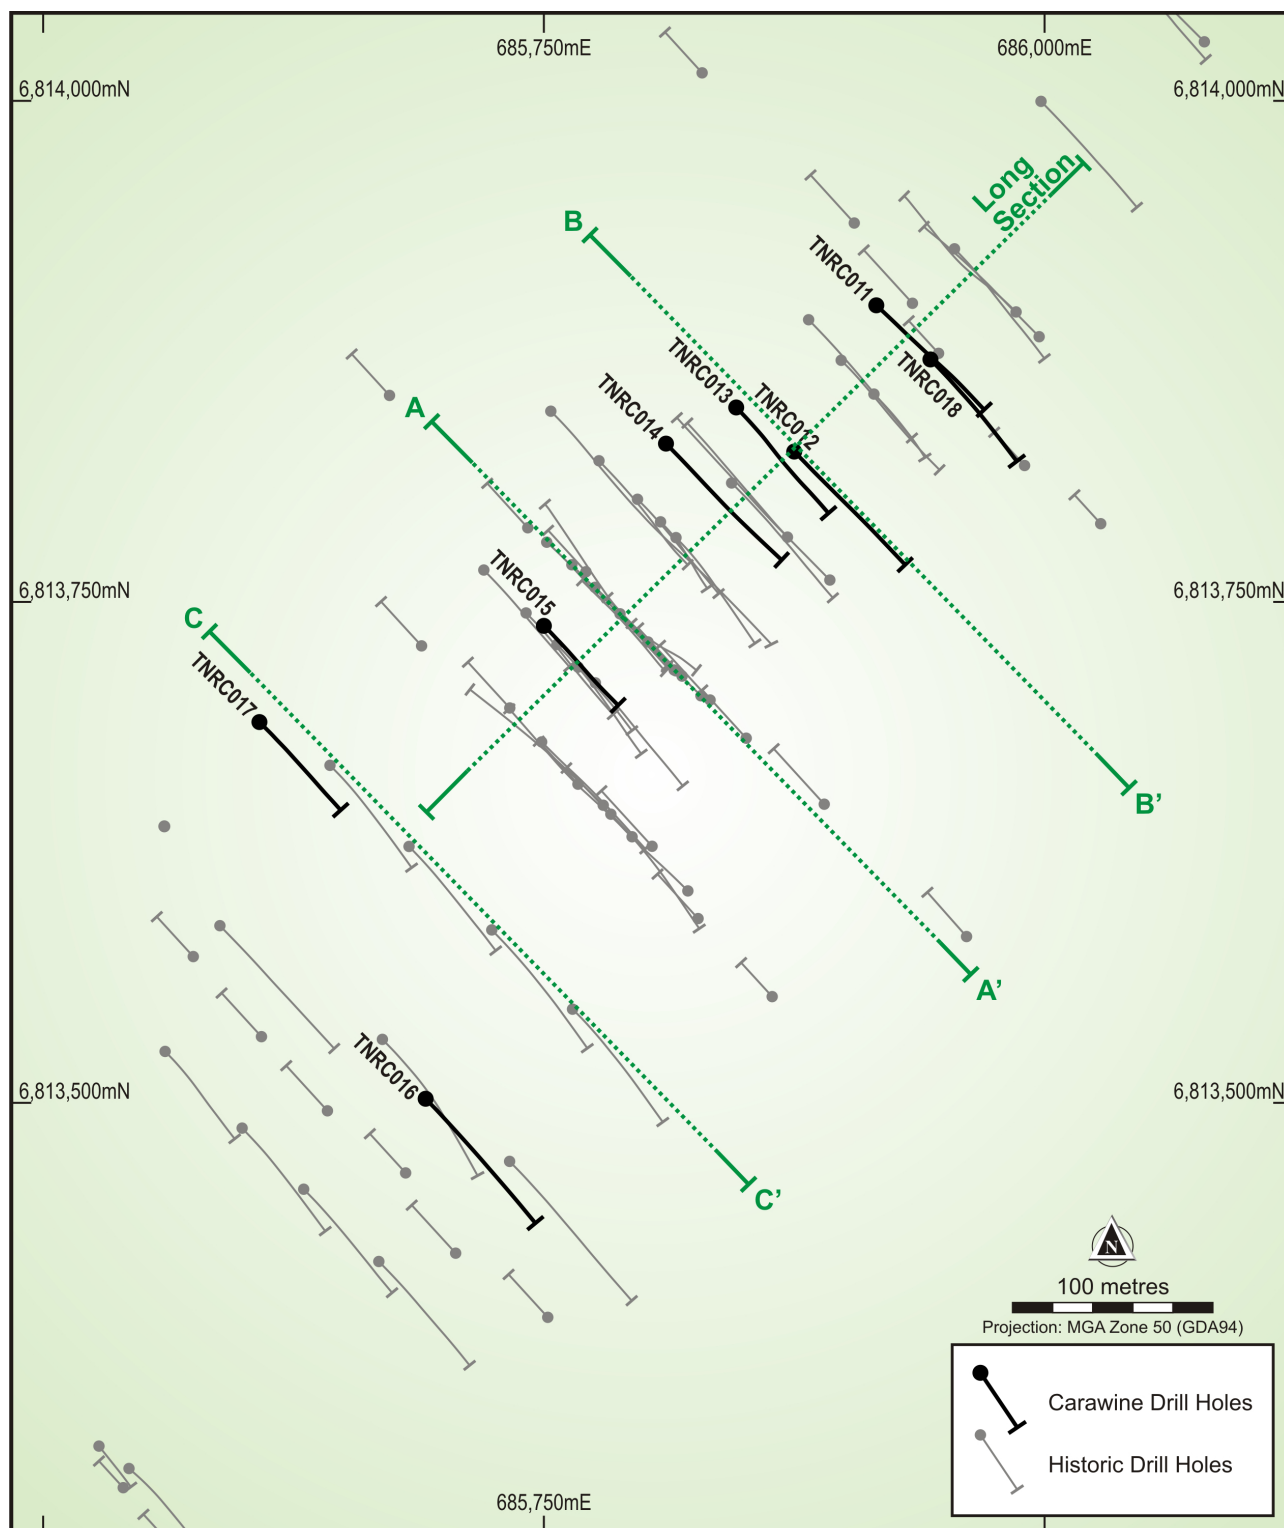 685,750mE
686,000mE
6,814,000mN
6,814,000mN
Long
Section
B
TNRC011
TNRC013
TNRC018
TNRC014
TNRC012
A
TNRC015
6,813,750mN
6,813,750mN
C
TNRC017
B’
A’
TNRC016
6,813,500mN
6,813,500mN
C’
N
100 metres
Projection: MGA Zone 50 (GDA94)
Carawine Drill Holes
Historic Drill Holes
685,750mE